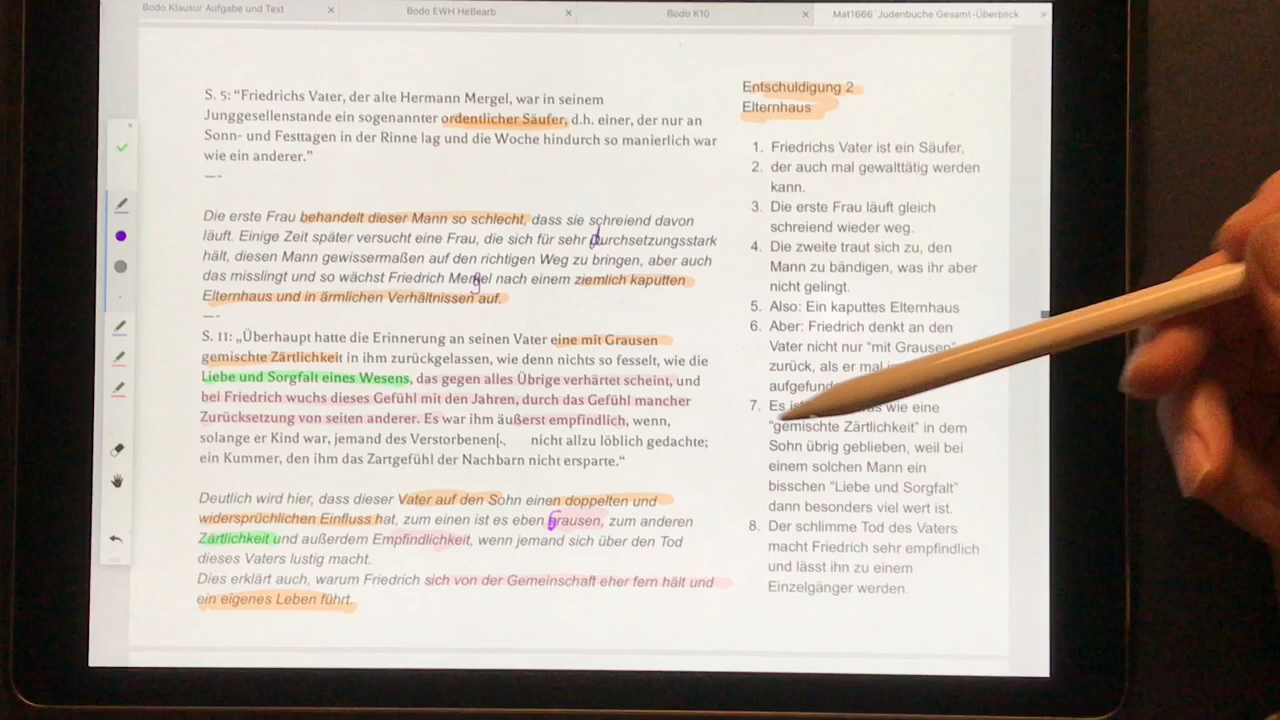 Bodo Klausur Aufgabe und Text
Bodo EWH HeBearb
Bodo K10
Mat1666 Judenbuche Gesamt-Überblick
S. 5: “Friedrichs Vater, der alte Hermann Mergel, war in seinem
Junggesellenstande ein sogenannter ordentlicher Säufer, d.h. einer, der nur an
Sonn- und Festtagen in der Rinne lag und die Woche hindurch so manierlich war
wie ein anderer.”
—-
Die erste Frau behandelt dieser Mann so schlecht, dass sie schreiend davon
läuft. Einige Zeit später versucht eine Frau, die sich für sehr durchsetzungsstark
hält, diesen Mann gewissermaßen auf den richtigen Weg zu bringen, aber auch
das misslingt und so wächst Friedrich Mergel nach einem ziemlich kaputten
Elternhaus und in ärmlichen Verhältnissen auf.
—-
S. 11: „Überhaupt hatte die Erinnerung an seinen Vater eine mit Grausen
gemischte Zärtlichkeit in ihm zurückgelassen, wie denn nichts so fesselt, wie die
Liebe und Sorgfalt eines Wesens, das gegen alles Übrige verhärtet scheint, und
bei Friedrich wuchs dieses Gefühl mit den Jahren, durch das Gefühl mancher
Zurücksetzung von seiten anderer. Es war ihm äußerst empfindlich, wenn,
solange er Kind war, jemand des Verstorbenen[-, nicht allzu löblich gedachte;
ein Kummer, den ihm das Zartgefühl der Nachbarn nicht ersparte.“
Deutlich wird hier, dass dieser Vater auf den Sohn einen doppelten und
widersprüchlichen Einfluss hat, zum einen ist es eben Grausen, zum anderen
Zärtlichkeit und außerdem Empfindlichkeit, wenn jemand sich über den Tod
dieses Vaters lustig macht.
Dies erklärt auch, warum Friedrich sich von der Gemeinschaft eher fern hält und
ein eigenes Leben führt.
Entschuldigung 2
Elternhaus
1. Friedrichs Vater ist ein Säufer,
2. der auch mal gewalttätig werden
kann.
3. Die erste Frau läuft gleich
schreiend wieder weg.
4. Die zweite traut sich zu, den
Mann zu bändigen, was ihr aber
nicht gelingt.
5. Also: Ein kaputtes Elternhaus
6. Aber: Friedrich denkt an den
Vater nicht nur “mit Grausen”
zurück, als er mal
7. Es wie eine
“gemischte Zärtlichkeit” in dem
Sohn übrig geblieben, weil bei
einem solchen Mann ein
bisschen “Liebe und Sorgfalt”
dann besonders viel wert ist.
8. Der schlimme Tod des Vaters
macht Friedrich sehr empfindlich
und lässt ihn zu einem
Einzelgänger werden.